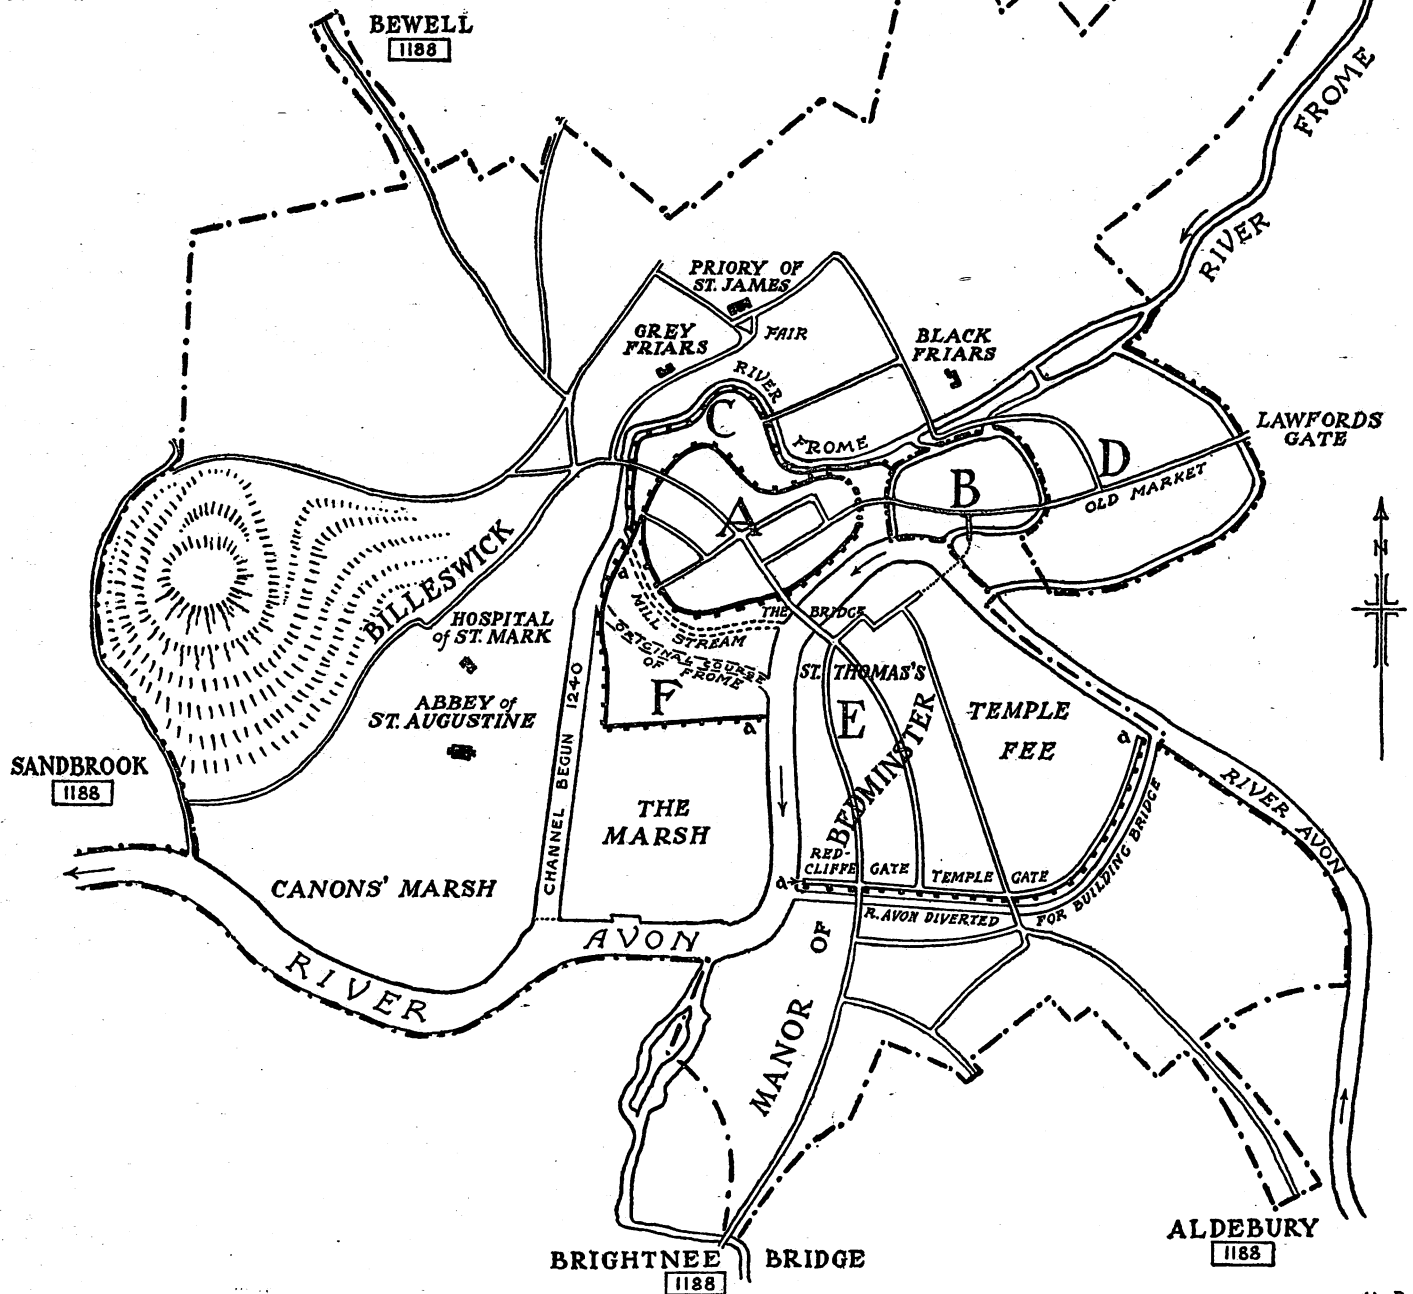 BEWELL
1188
RIVER FROME
PRIORY OF
ST. JAMES
GREY
FRIARS
FAIR
BLACK
FRIARS
RIVER
FROME
C
LAWFORDS
GATE
D
B
A
OLD MARKET
N
BILLESWICK
a
MILL STREAM
THE BRIDGE
HOSPITAL
of ST. MARK
ORIGINAL COURSE
OF FROME
ST. THOMAS'S
ABBEY of
ST. AUGUSTINE
F
E
TEMPLE
FEE
a
a
SANDBROOK
1188
CHANNEL BEGUN 1240
THE
MARSH
RIVER AVON
CANONS' MARSH
RED-
CLIFFE GATE
TEMPLE GATE
a
R. AVON DIVERTED FOR BUILDING BRIDGE
MANOR OF BEDMINSTER
RIVER AVON
BRIGHTNEE BRIDGE
1188
ALDEBURY
1188